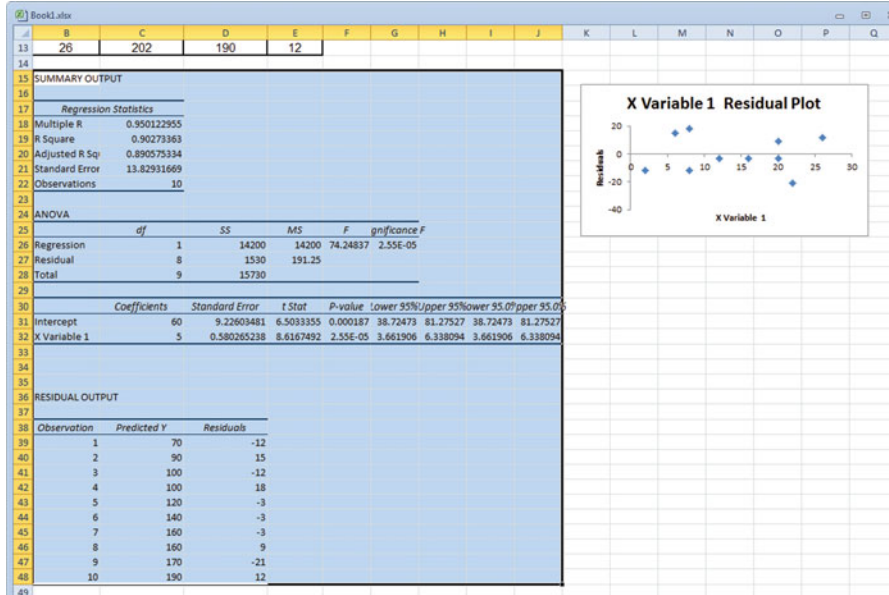 Book1.xlsx
B C D E F G H I J K L M N O P Q
13 26 202 190 12
14
15 SUMMARY OUTPUT
16
17 Regression Statistics
18 Multiple R 0.950122955
19 R Square 0.90273363
20 Adjusted R Sq 0.890575334
21 Standard Error 13.82931669
22 Observations 10
23
24 ANOVA
25 df SS MS F gnificance F
26 Regression 1 14200 14200 74.24837 2.55E-05
27 Residual 8 1530 191.25
28 Total 9 15730
29
30 Coefficients Standard Error t Stat P-value Lower 95% Upper 95% ower 95.0% pper 95.0%
31 Intercept 60 9.22603481 6.5033355 0.000187 38.72473 81.27527 38.72473 81.27527
32 X Variable 1 5 0.580265238 8.6167492 2.55E-05 3.661906 6.338094 3.661906 6.338094
33
34
35
36 RESIDUAL OUTPUT
37
38 Observation Predicted Y Residuals
39 1 70 -12
40 2 90 15
41 3 100 -12
42 4 100 18
43 5 120 -3
44 6 140 -3
45 7 160 -3
46 8 160 9
47 9 170 -21
48 10 190 12
49
X Variable 1 Residual Plot
Residuals
20
0
-20
-40
0 5 10 15 20 25 30
X Variable 1